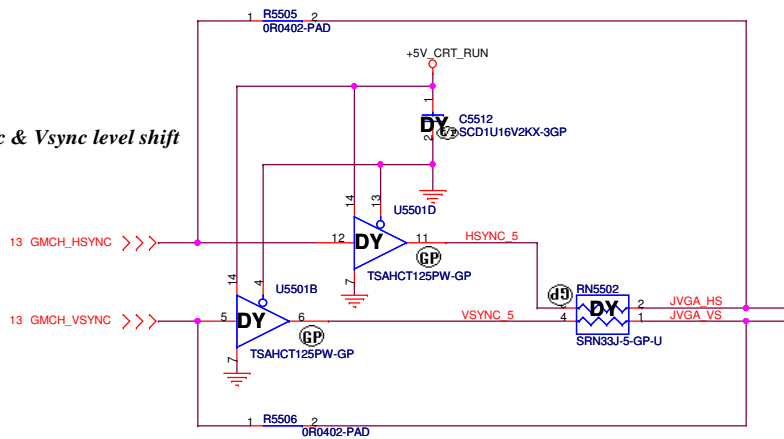 1 R5505 2
0R0402-PAD
+5V_CRT_RUN
1
C5512
DY
SCD1U16V2KX-3GP
2
c & Vsync level shift
14 13 U5501D
13 GMCH_HSYNC 12 DY 11 HSYNC_5
GP
7 TSAHCT125PW-GP
14 4 U5501B
GP RN5502
DY 2 JVGA_HS
13 GMCH_VSYNC 5 DY 6 VSYNC_5 4 1 JVGA_VS
GP
SRN33J-5-GP-U
7 TSAHCT125PW-GP
1 R5506 2
0R0402-PAD